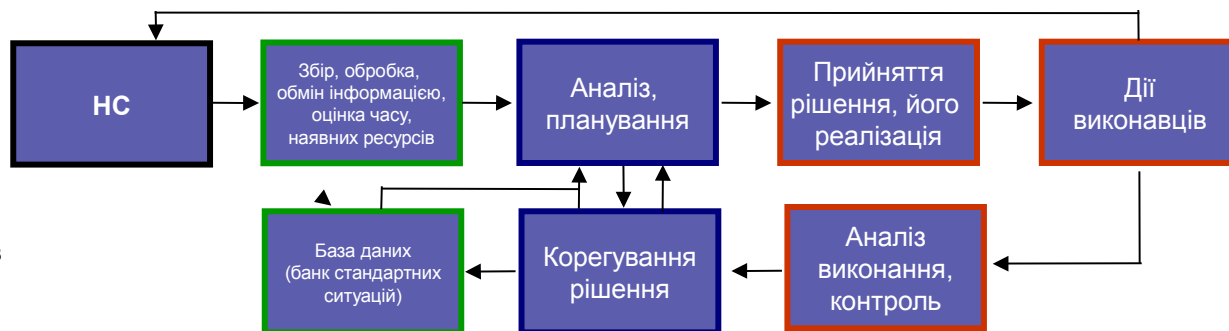 НС
Збір, обробка,
обмін інформацією,
оцінка часу,
наявних ресурсів
Аналіз,
планування
Прийняття
рішення, його
реалізація
Дії
виконавців
База даних
(банк стандартних
ситуацій)
Корегування
рішення
Аналіз
виконання,
контроль